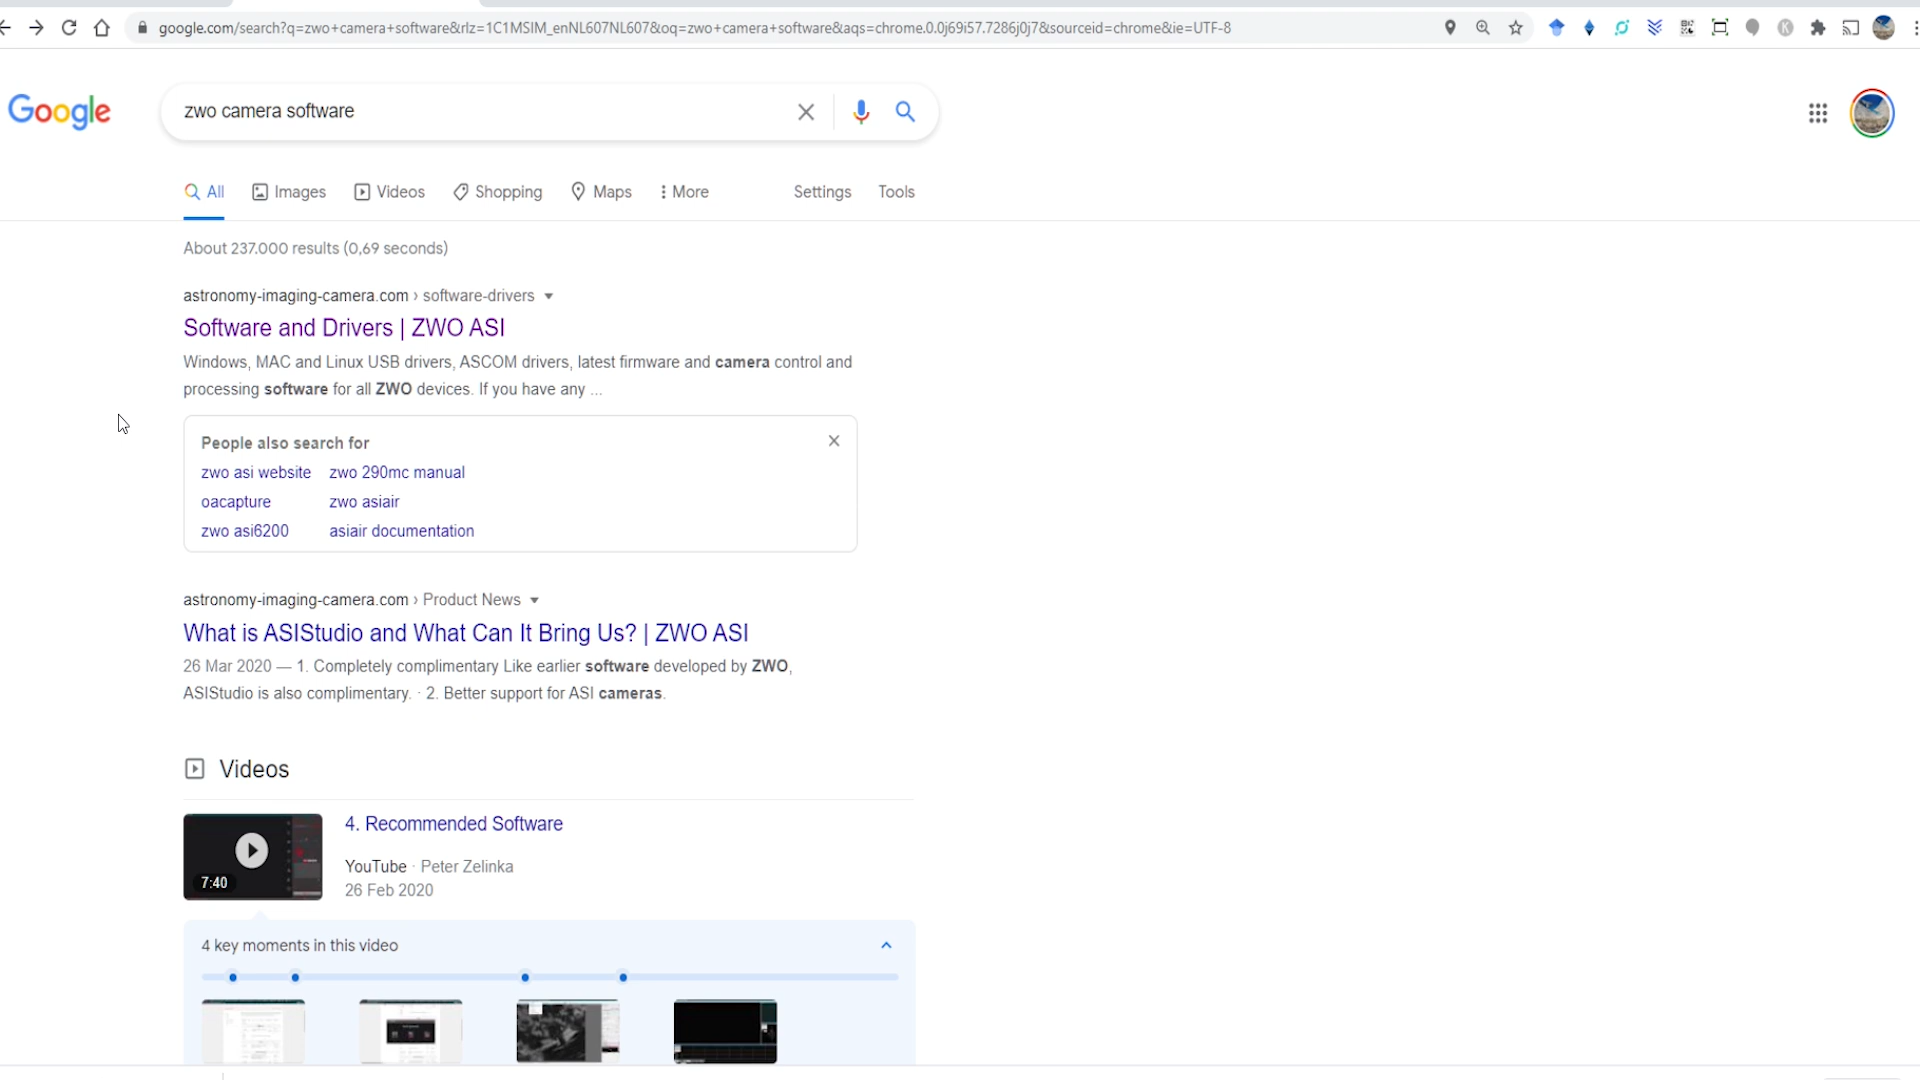 google.com/search?q=zwo+camera+software&rlz=1C1MSIM_enNL607NL607&oq=zwo+camera+software&aqs=chrome.0.0j69i57.7286j0j7&sourceid=chrome&ie=UTF-8
K
Google
zwo camera software
All Images Videos Shopping Maps More Settings Tools
About 237.000 results (0,69 seconds)
astronomy-imaging-camera.com › software-drivers
Software and Drivers | ZWO ASI
Windows, MAC and Linux USB drivers, ASCOM drivers, latest firmware and camera control and
processing software for all ZWO devices. If you have any ...
People also search for
zwo asi website zwo 290mc manual
oacapture zwo asiair
zwo asi6200 asiair documentation
astronomy-imaging-camera.com › Product News
What is ASIStudio and What Can It Bring Us? | ZWO ASI
26 Mar 2020 — 1. Completely complimentary Like earlier software developed by ZWO,
ASIStudio is also complimentary. · 2. Better support for ASI cameras.
Videos
4. Recommended Software
YouTube · Peter Zelinka
26 Feb 2020
7:40
4 key moments in this video